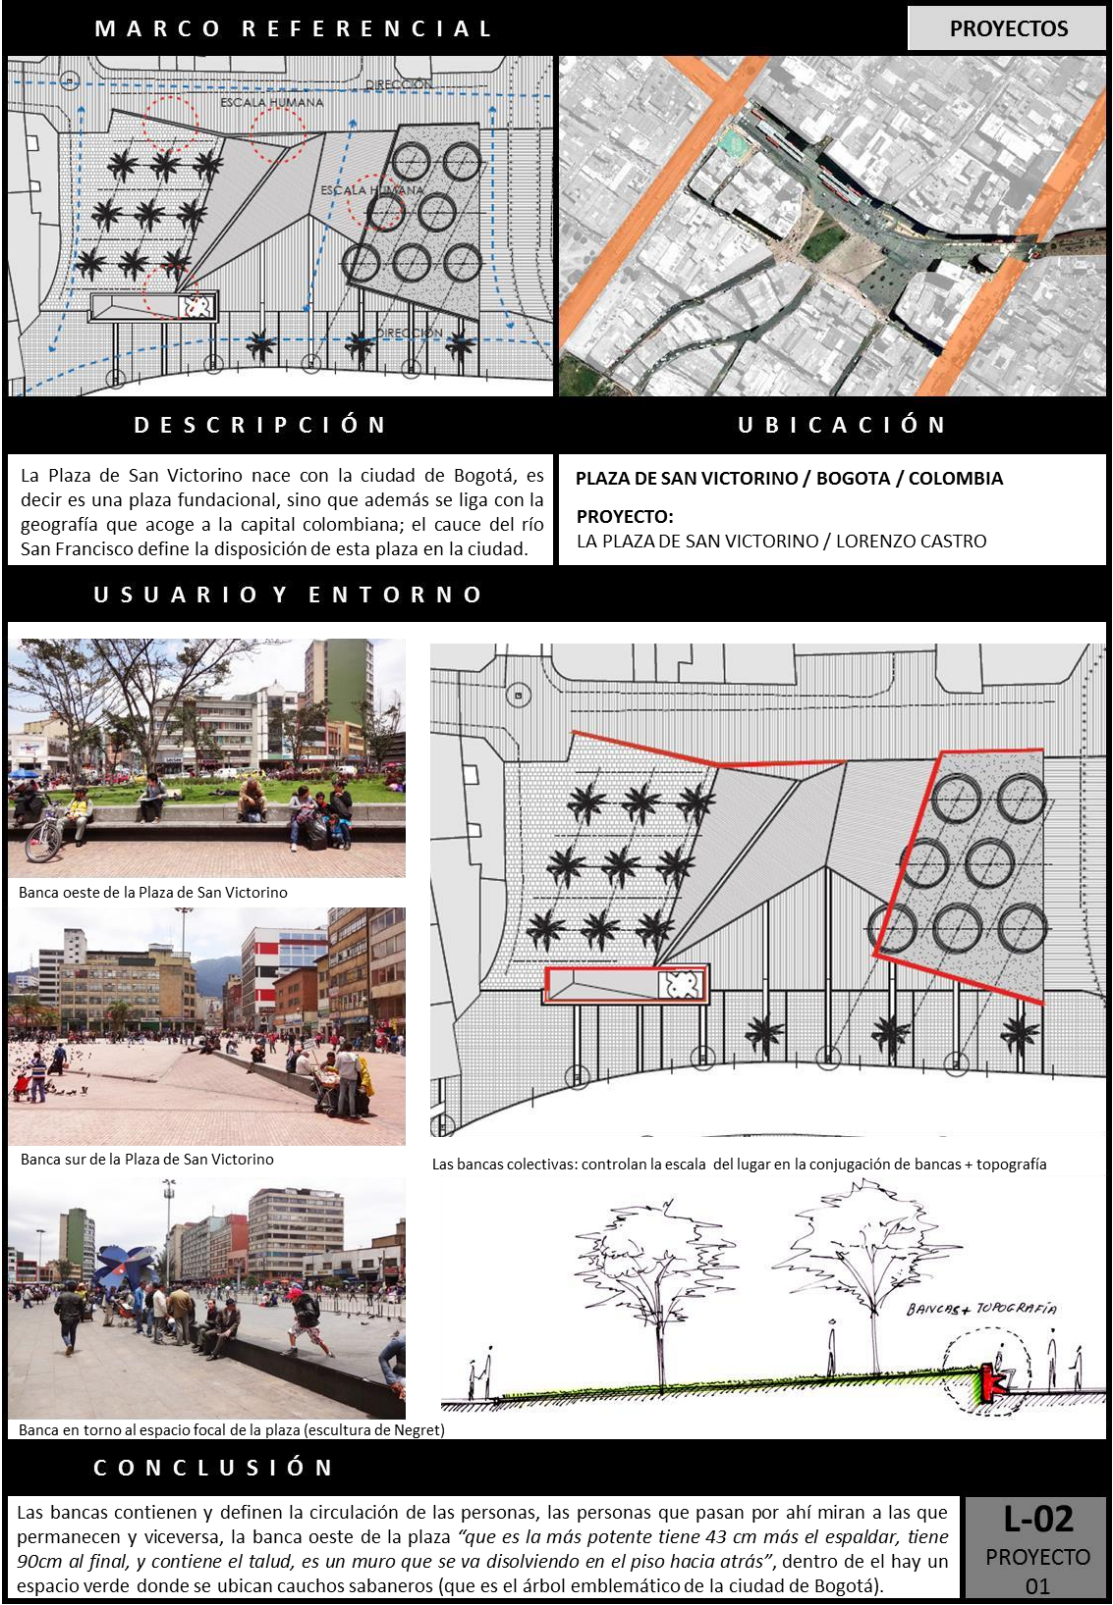 MARCO REFERENCIAL
PROYECTOS
DIRECCIÓN
ESCALA HUMANA
ESCALA HUMANA
DIRECCIÓN
DESCRIPCIÓN
UBICACIÓN
La Plaza de San Victorino nace con la ciudad de Bogotá, es
decir es una plaza fundacional, sino que además se liga con la
geografía que acoge a la capital colombiana; el cauce del río
San Francisco define la disposición de esta plaza en la ciudad.
PLAZA DE SAN VICTORINO / BOGOTA / COLOMBIA
PROYECTO:
LA PLAZA DE SAN VICTORINO / LORENZO CASTRO
USUARIO Y ENTORNO
Banca oeste de la Plaza de San Victorino
Banca sur de la Plaza de San Victorino
Las bancas colectivas: controlan la escala del lugar en la conjugación de bancas + topografía
BANCAS + TOPOGRAFÍA
Banca en torno al espacio focal de la plaza (escultura de Negret)
CONCLUSIÓN
Las bancas contienen y definen la circulación de las personas, las personas que pasan por ahí miran a las que
permanecen y viceversa, la banca oeste de la plaza “que es la más potente tiene 43 cm más el espaldar, tiene
90cm al final, y contiene el talud, es un muro que se va disolviendo en el piso hacia atrás”, dentro de el hay un
espacio verde donde se ubican cauchos sabaneros (que es el árbol emblemático de la ciudad de Bogotá).
L-02
PROYECTO
01